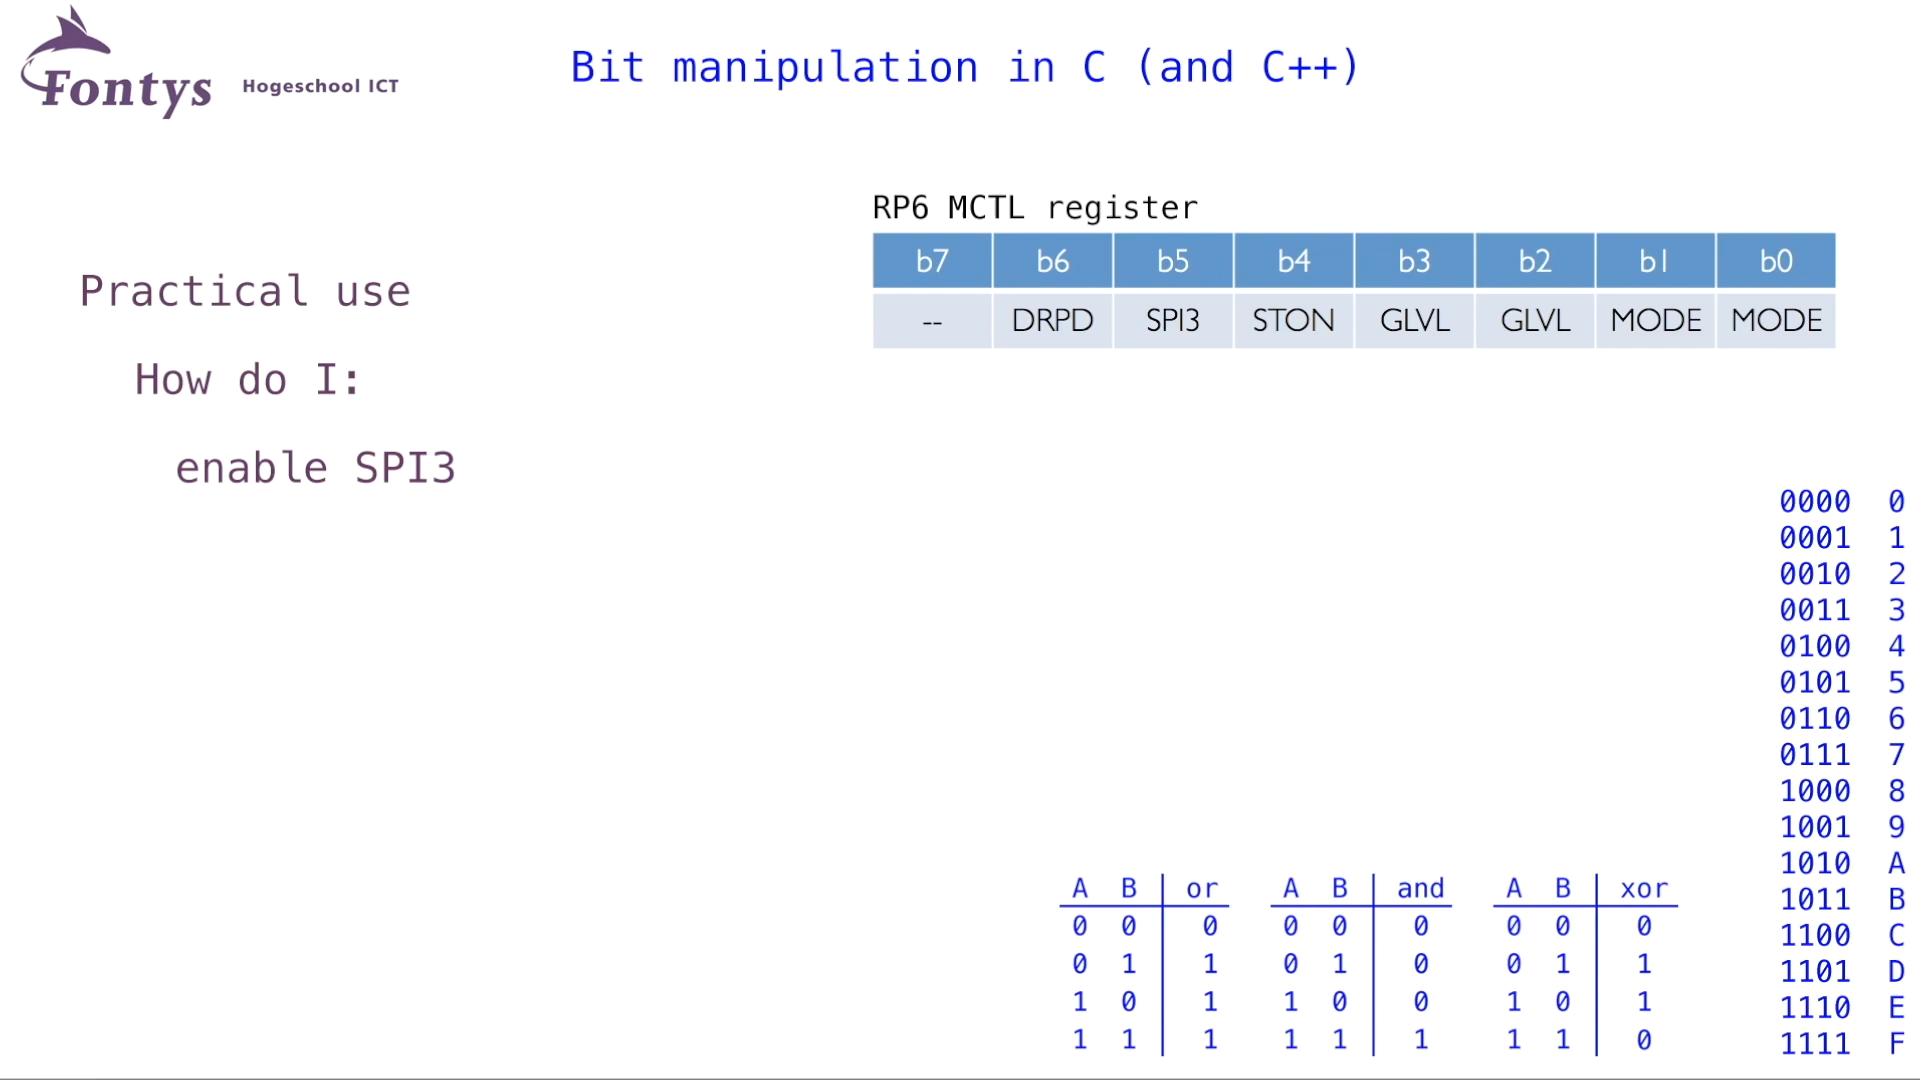 Fontys Hogeschool ICT
Bit manipulation in C (and C++)
Practical use
How do I:
enable SPI3
RP6 MCTL register
b7 b6 b5 b4 b3 b2 b1 b0
-- DRPD SPI3 STON GLVL GLVL MODE MODE
0000 0
0001 1
0010 2
0011 3
0100 4
0101 5
0110 6
0111 7
1000 8
1001 9
1010 A
1011 B
1100 C
1101 D
1110 E
1111 F
A B or A B and A B xor
0 0 0 0 0 0 0 0 0
0 1 1 0 1 0 0 1 1
1 0 1 1 0 0 1 0 1
1 1 1 1 1 1 1 1 0